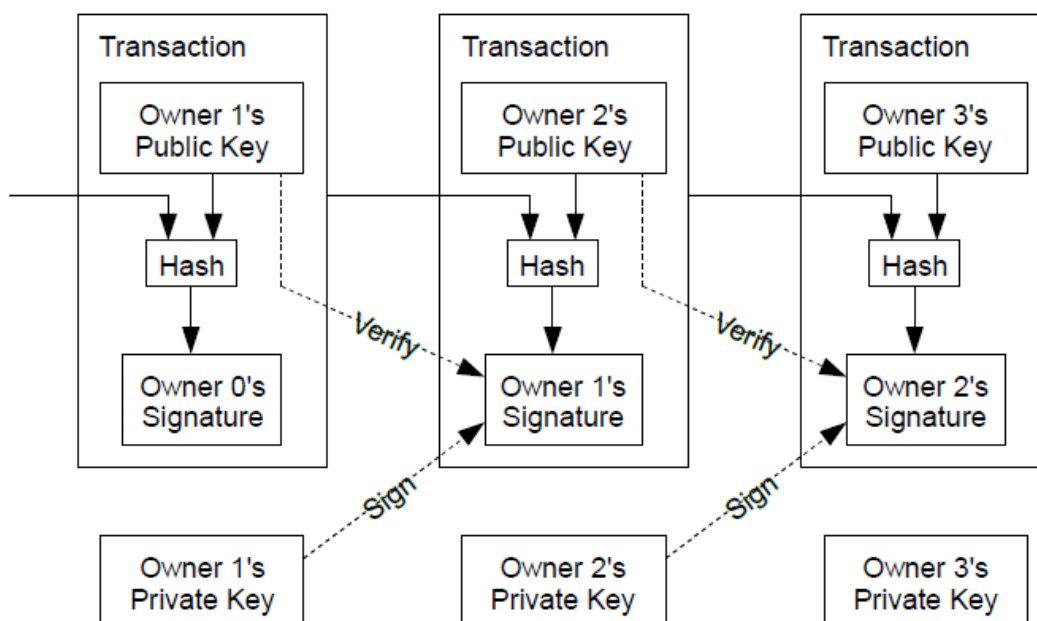 Transaction
Owner 1's
Public Key
Hash
Owner 0's
Signature
Transaction
Owner 2's
Public Key
Hash
Verify
Owner 1's
Signature
Transaction
Owner 3's
Public Key
Hash
Verify
Owner 2's
Signature
Sign
Sign
Owner 1's
Private Key
Owner 2's
Private Key
Owner 3's
Private Key